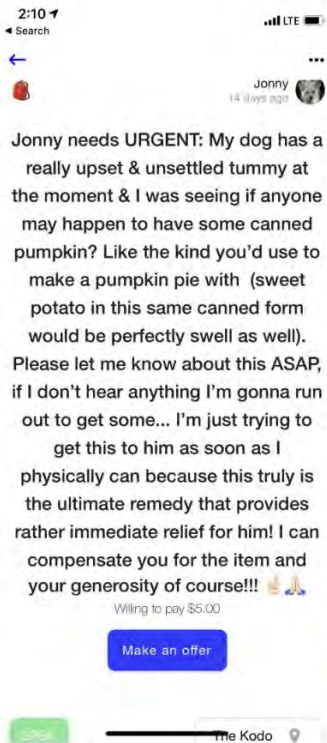 2:10
LTE
◄ Search
Jonny
14 days ago
Jonny needs URGENT: My dog has a
really upset & unsettled tummy at
the moment & I was seeing if anyone
may happen to have some canned
pumpkin? Like the kind you'd use to
make a pumpkin pie with (sweet
potato in this same canned form
would be perfectly swell as well).
Please let me know about this ASAP,
if I don't hear anything I'm gonna run
out to get some... I'm just trying to
get this to him as soon as I
physically can because this truly is
the ultimate remedy that provides
rather immediate relief for him! I can
compensate you for the item and
your generosity of course!!! ✌🏻🙏🏻
Willing to pay $5.00
Make an offer
The Kodo